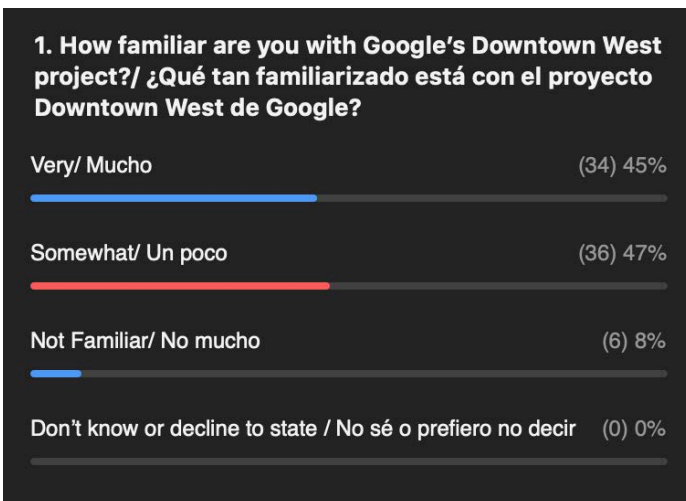 1. How familiar are you with Google's Downtown West
project?/ ¿Qué tan familiarizado está con el proyecto
Downtown West de Google?
Very/ Mucho (34) 45%
Somewhat/ Un poco (36) 47%
Not Familiar/ No mucho (6) 8%
Don't know or decline to state / No sé o prefiero no decir (0) 0%